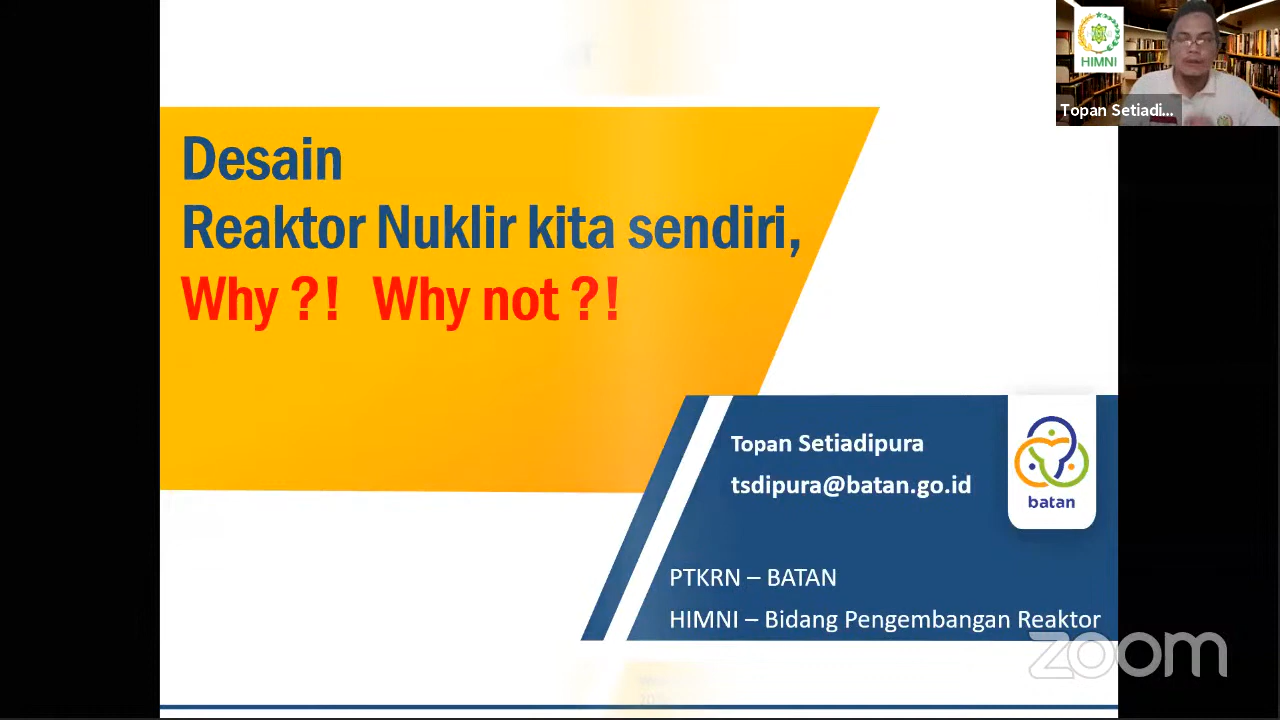 Desain
Reaktor Nuklir kita sendiri,
Why ?! Why not ?!
Topan Setiadipura
tsdipura@batan.go.id
batan
PTKRN – BATAN
HIMNI – Bidang Pengembangan Reaktor
HIMNI
Topan Setiadi...
zoom